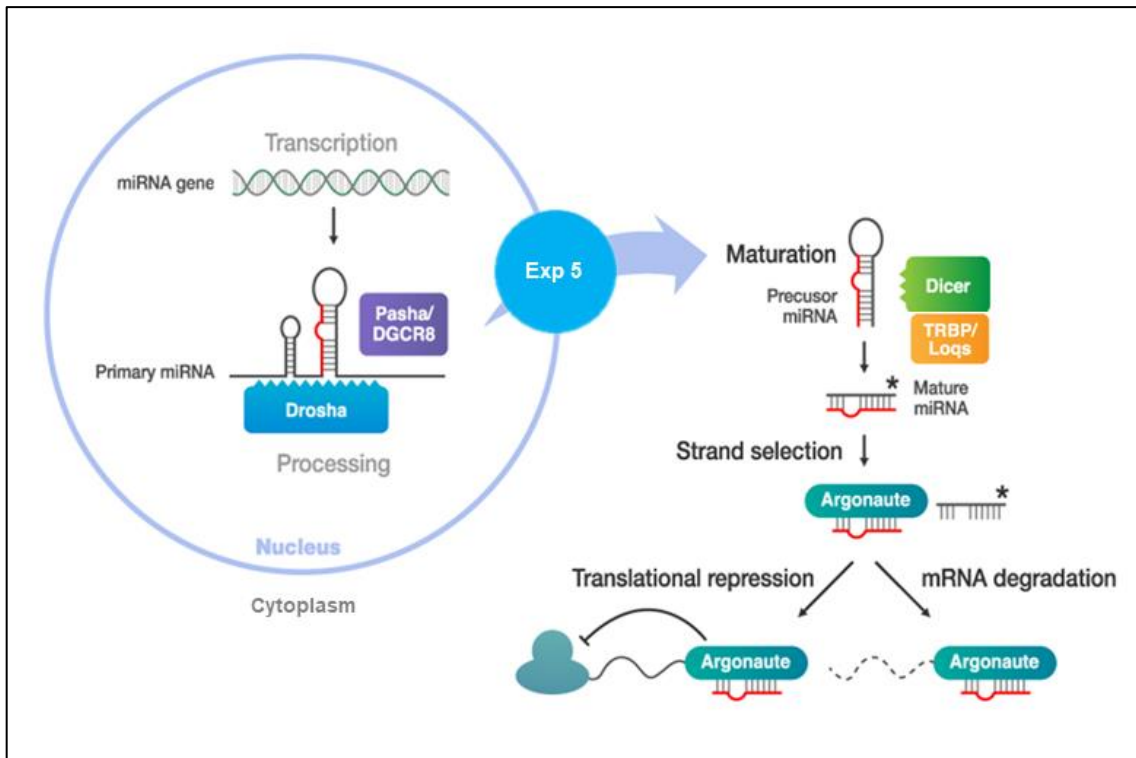 Transcription
miRNA gene
Pasha/
DGCR8
Primary miRNA
Drosha
Processing
Nucleus
Cytoplasm
Exp 5
Maturation
Precusor
miRNA
Dicer
TRBP/
Loqs
*
Mature
miRNA
Strand selection
Argonaute
*
Translational repression
mRNA degradation
Argonaute
Argonaute